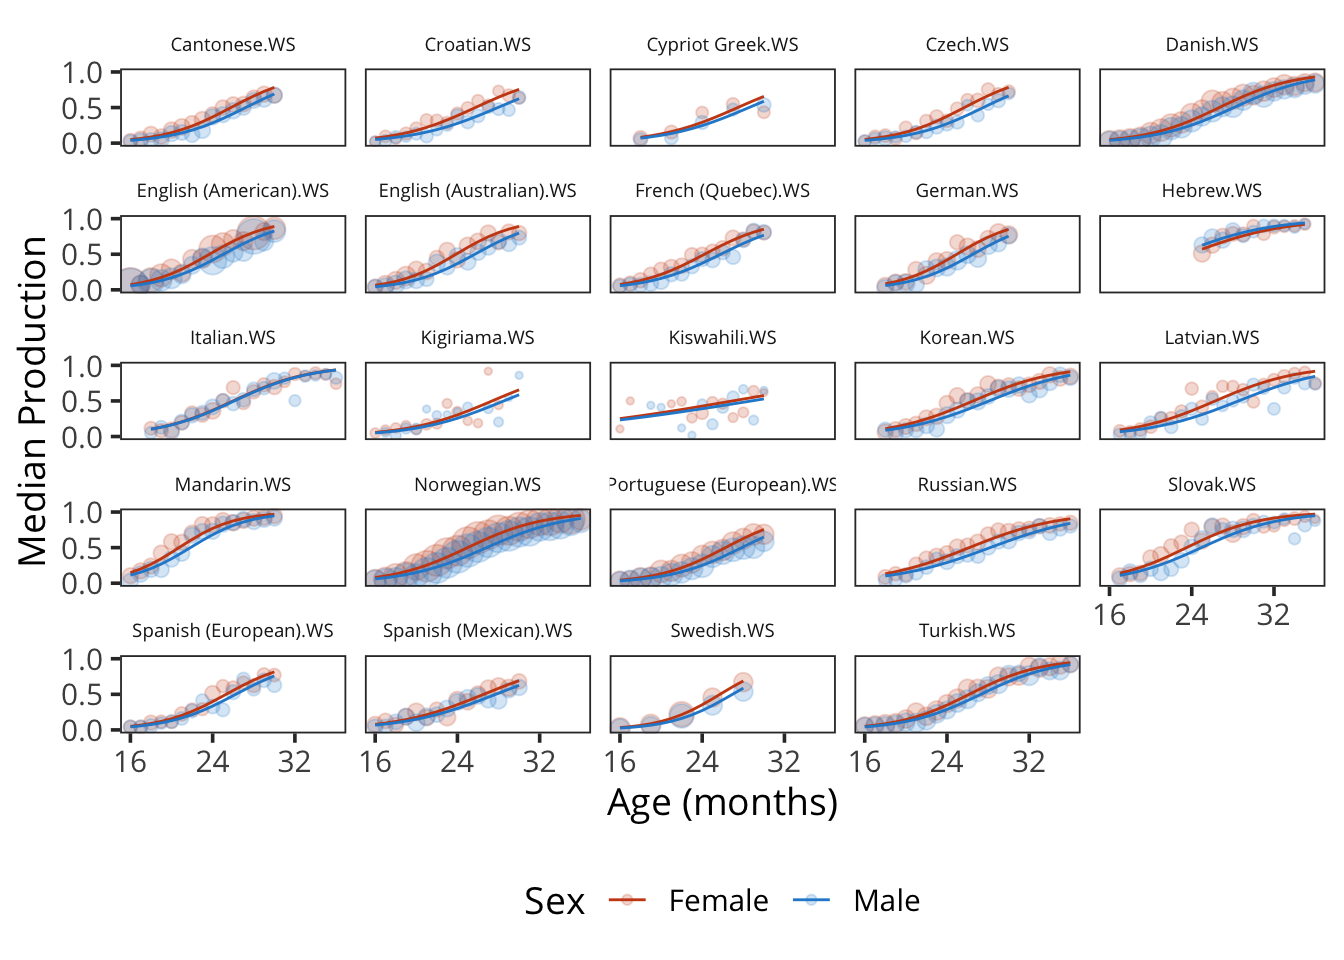 Cantonese.WS Croatian.WS Cypriot Greek.WS Czech.WS Danish.WS
1.0
0.5
0.0
English (American).WS English (Australian).WS French (Quebec).WS German.WS Hebrew.WS
1.0
0.5
0.0
Italian.WS Kigiriama.WS Kiswahili.WS Korean.WS Latvian.WS
1.0
0.5
0.0
Mandarin.WS Norwegian.WS Portuguese (European).WS Russian.WS Slovak.WS
1.0
0.5
0.0
16 24 32
Spanish (European).WS Spanish (Mexican).WS Swedish.WS Turkish.WS
1.0
0.5
0.0
16 24 32 16 24 32 16 24 32 16 24 32
Median Production
Age (months)
Sex Female Male